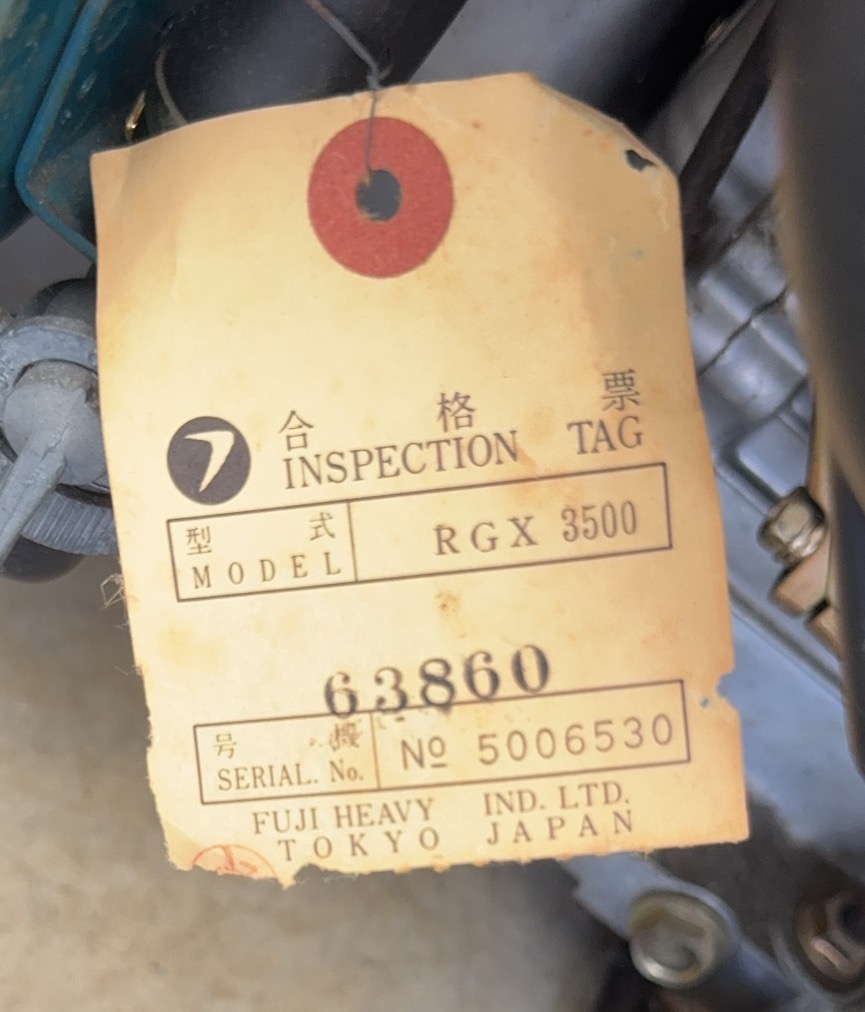 合格票
INSPECTION TAG
型式
MODEL
RGX 3500
63860
号機
SERIAL. No.
№ 5006530
FUJI HEAVY IND. LTD.
TOKYO JAPAN